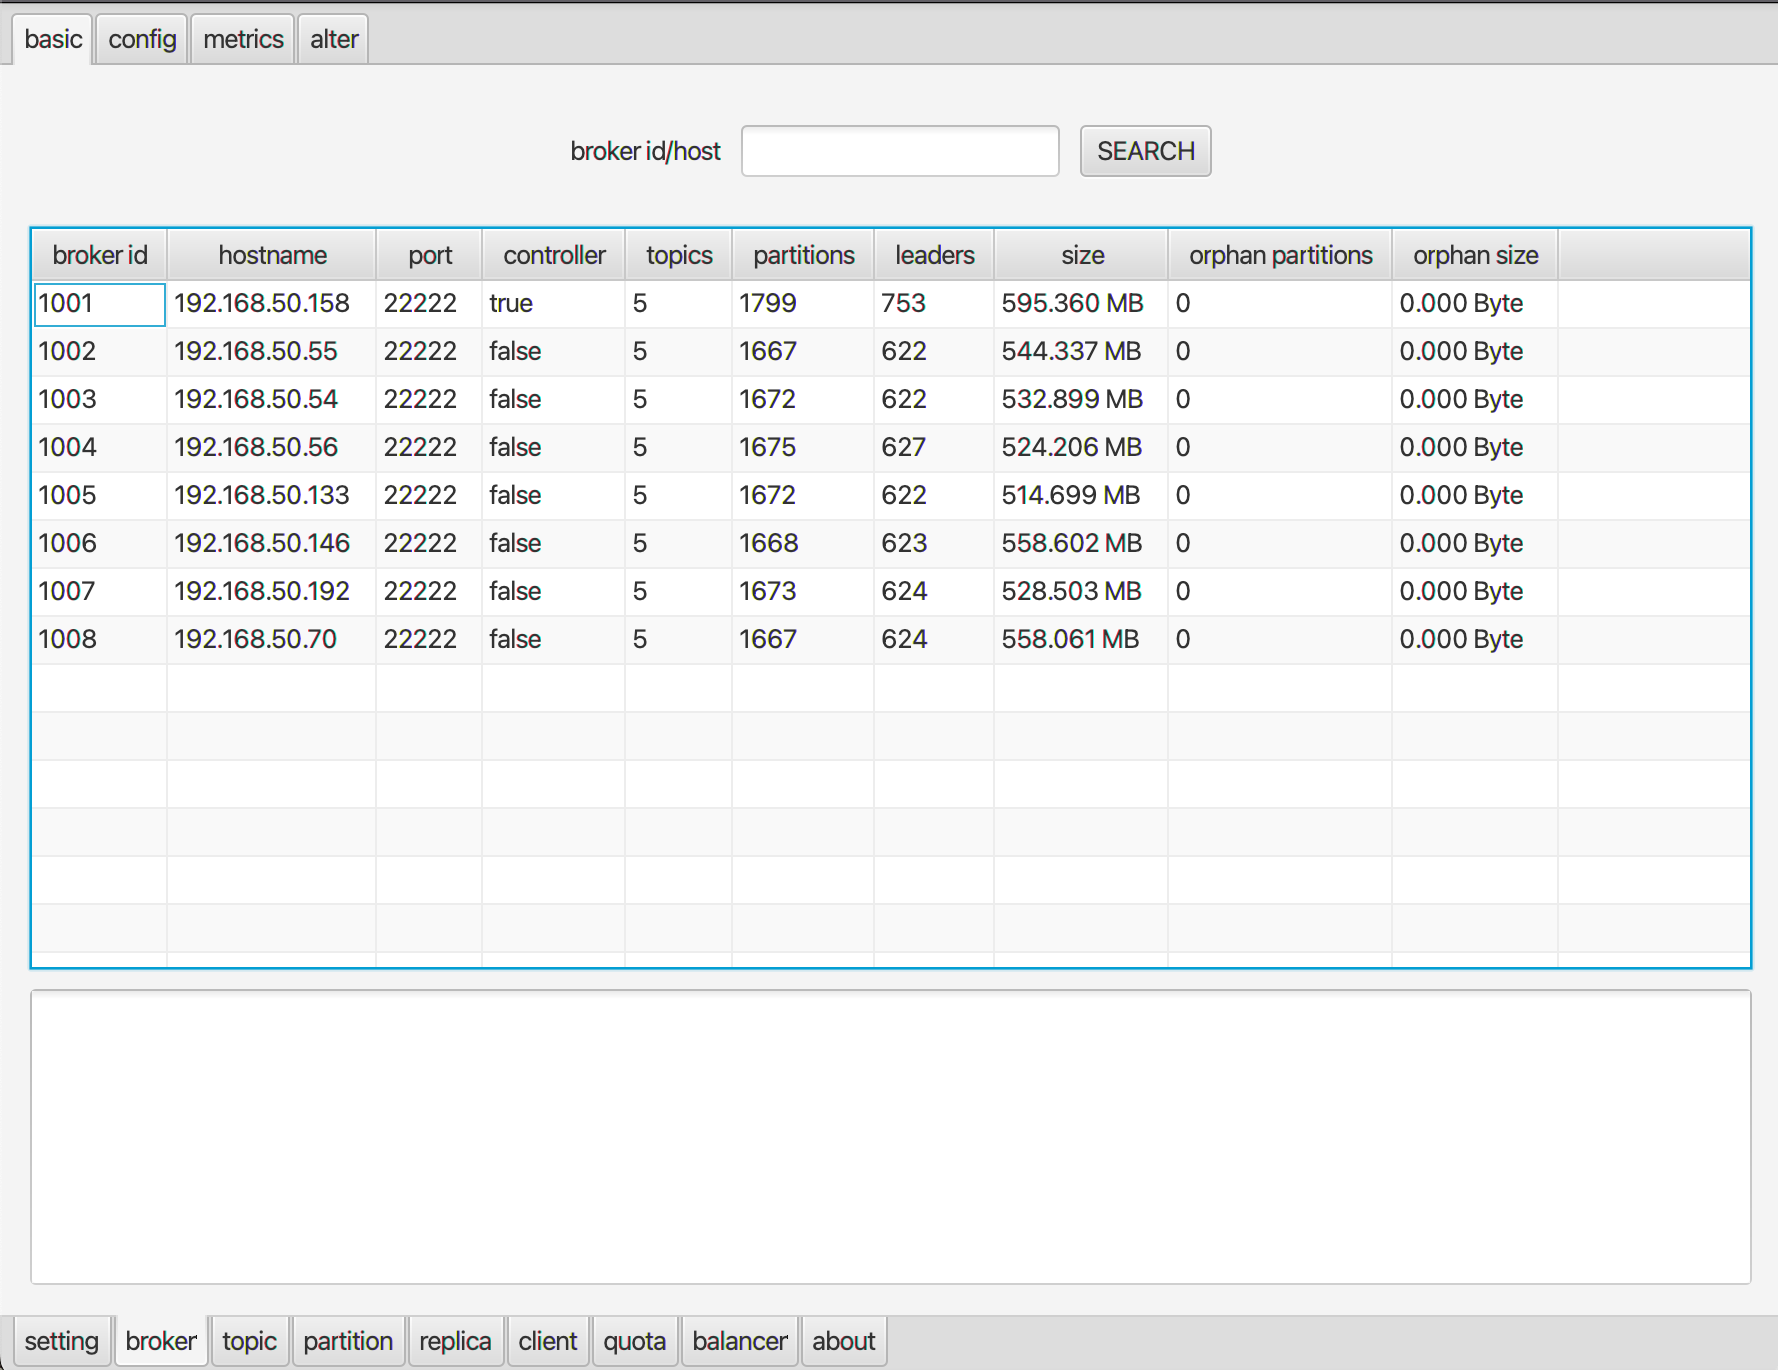 basic config metrics alter
broker id/host SEARCH
broker id hostname port controller topics partitions leaders size orphan partitions orphan size
1001 192.168.50.158 22222 true 5 1799 753 595.360 MB 0 0.000 Byte
1002 192.168.50.55 22222 false 5 1667 622 544.337 MB 0 0.000 Byte
1003 192.168.50.54 22222 false 5 1672 622 532.899 MB 0 0.000 Byte
1004 192.168.50.56 22222 false 5 1675 627 524.206 MB 0 0.000 Byte
1005 192.168.50.133 22222 false 5 1672 622 514.699 MB 0 0.000 Byte
1006 192.168.50.146 22222 false 5 1668 623 558.602 MB 0 0.000 Byte
1007 192.168.50.192 22222 false 5 1673 624 528.503 MB 0 0.000 Byte
1008 192.168.50.70 22222 false 5 1667 624 558.061 MB 0 0.000 Byte
setting broker topic partition replica client quota balancer about